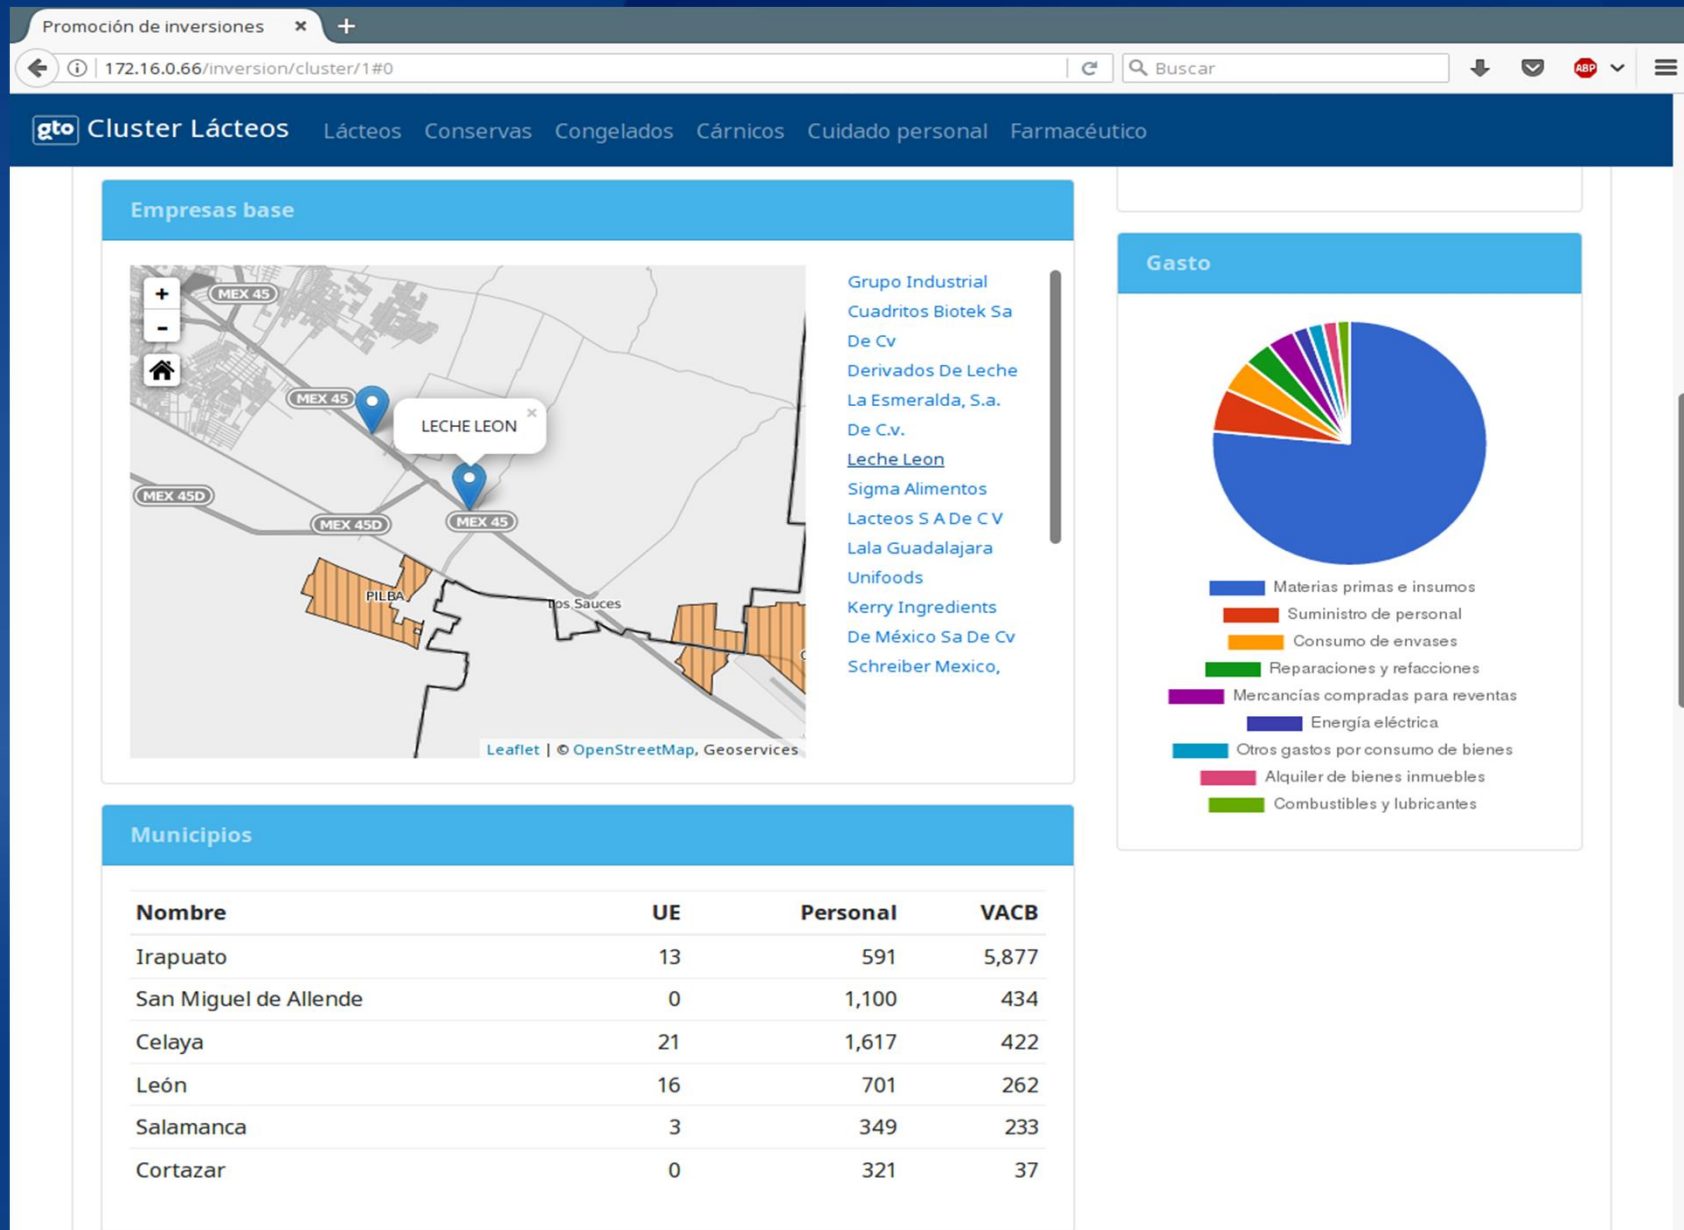 Promoción de inversiones × +
172.16.0.66/inversion/cluster/1#0
Buscar
ABP
gto Cluster Lácteos Lácteos Conservas Congelados Cárnicos Cuidado personal Farmacéutico
Empresas base
+
-
MEX 45
MEX 45
LECHE LEON ×
MEX 45D
MEX 45D
MEX 45
PILBA
Los Sauces
Leaflet | © OpenStreetMap, Geoservices
Grupo Industrial
Cuadritos Biotek Sa
De Cv
Derivados De Leche
La Esmeralda, S.a.
De C.v.
Leche Leon
Sigma Alimentos
Lacteos S A De C V
Lala Guadalajara
Unifoods
Kerry Ingredients
De México Sa De Cv
Schreiber Mexico,
Gasto
Materias primas e insumos
Suministro de personal
Consumo de envases
Reparaciones y refacciones
Mercancías compradas para reventas
Energía eléctrica
Otros gastos por consumo de bienes
Alquiler de bienes inmuebles
Combustibles y lubricantes
Municipios
Nombre UE Personal VACB
Irapuato 13 591 5,877
San Miguel de Allende 0 1,100 434
Celaya 21 1,617 422
León 16 701 262
Salamanca 3 349 233
Cortazar 0 321 37